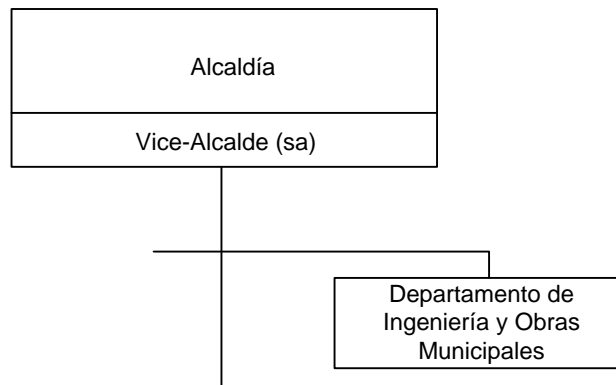 Alcaldía
Vice-Alcalde (sa)
Departamento de
Ingeniería y Obras
Municipales